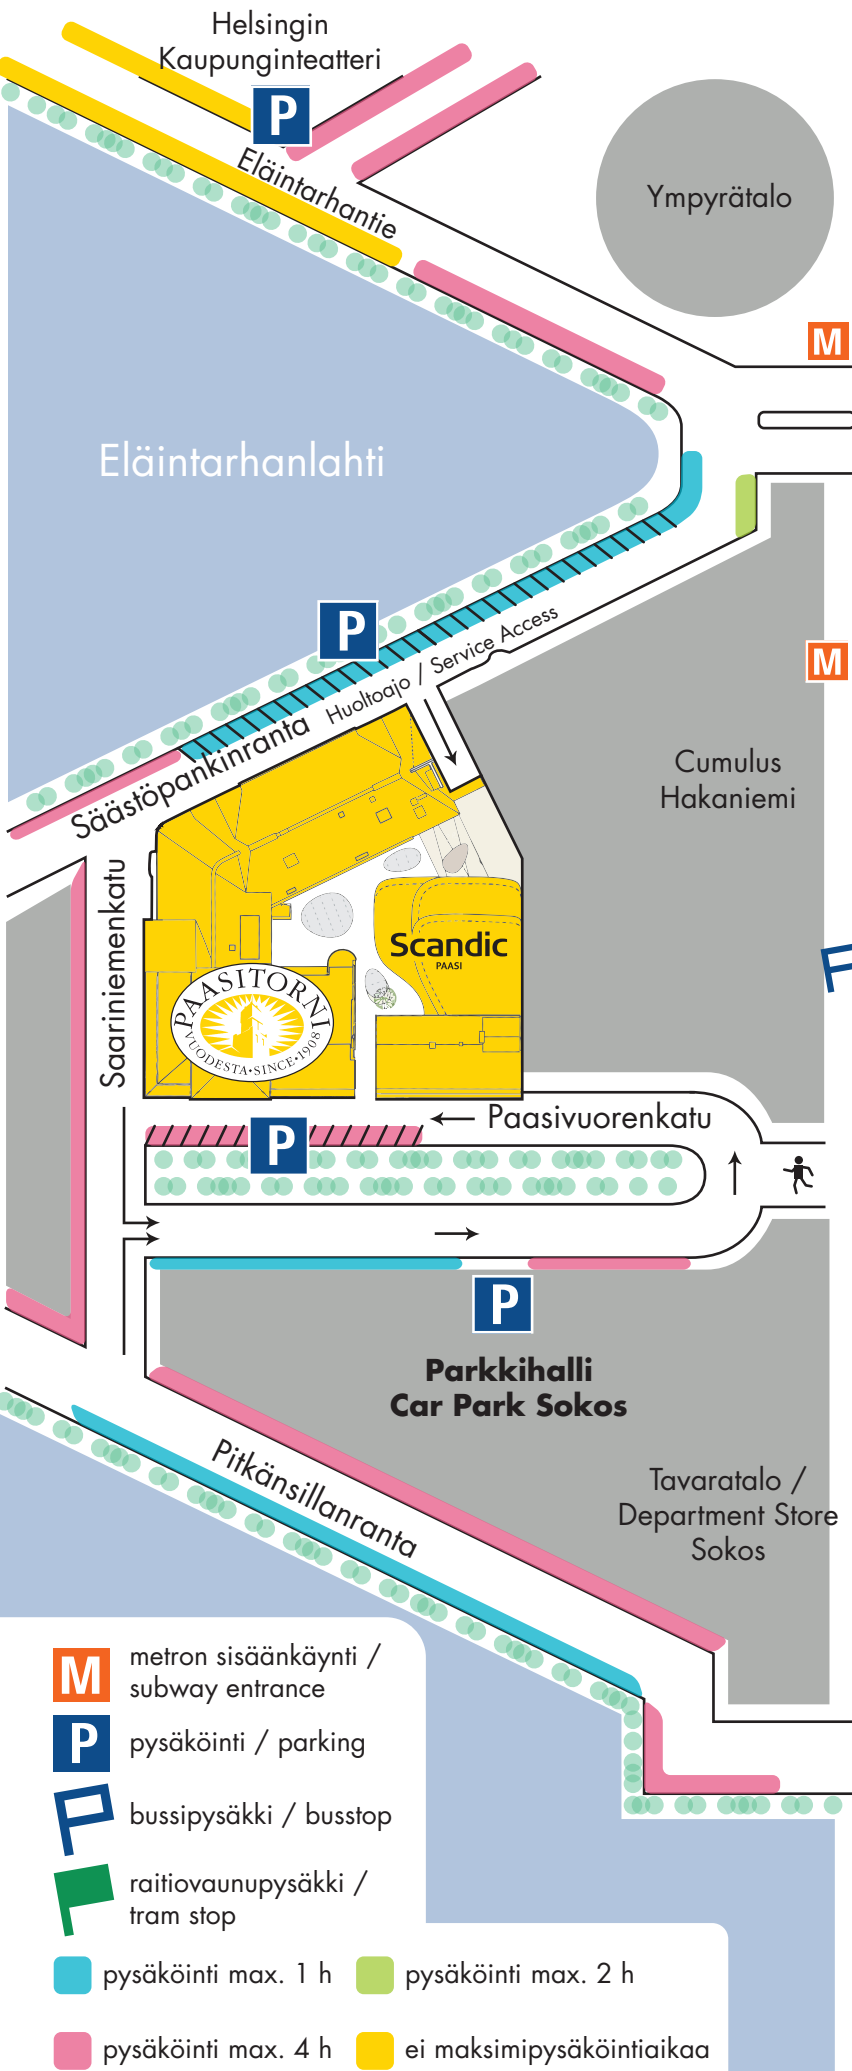 Helsingin
Kaupunginteatteri
P
Eläintarhantie
Ympyrätalo
M
Eläintarhanlahti
P
M
Huoltoajo / Service Access
Säästöpankinranta
Cumulus
Hakaniemi
Saariniemenkatu
Scandic
PAASI
PAASITORNI
VUODESTA•SINCE•1908
Paasivuorenkatu
P
P
Parkkihalli
Car Park Sokos
Pitkänsillanranta
Tavaratalo /
Department Store
Sokos
M
metron sisäänkäynti /
subway entrance
P
pysäköinti / parking
bussipysäkki / busstop
raitiovaunupysäkki /
tram stop
pysäköinti max. 1 h
pysäköinti max. 2 h
pysäköinti max. 4 h
ei maksimipysäköintiaikaa